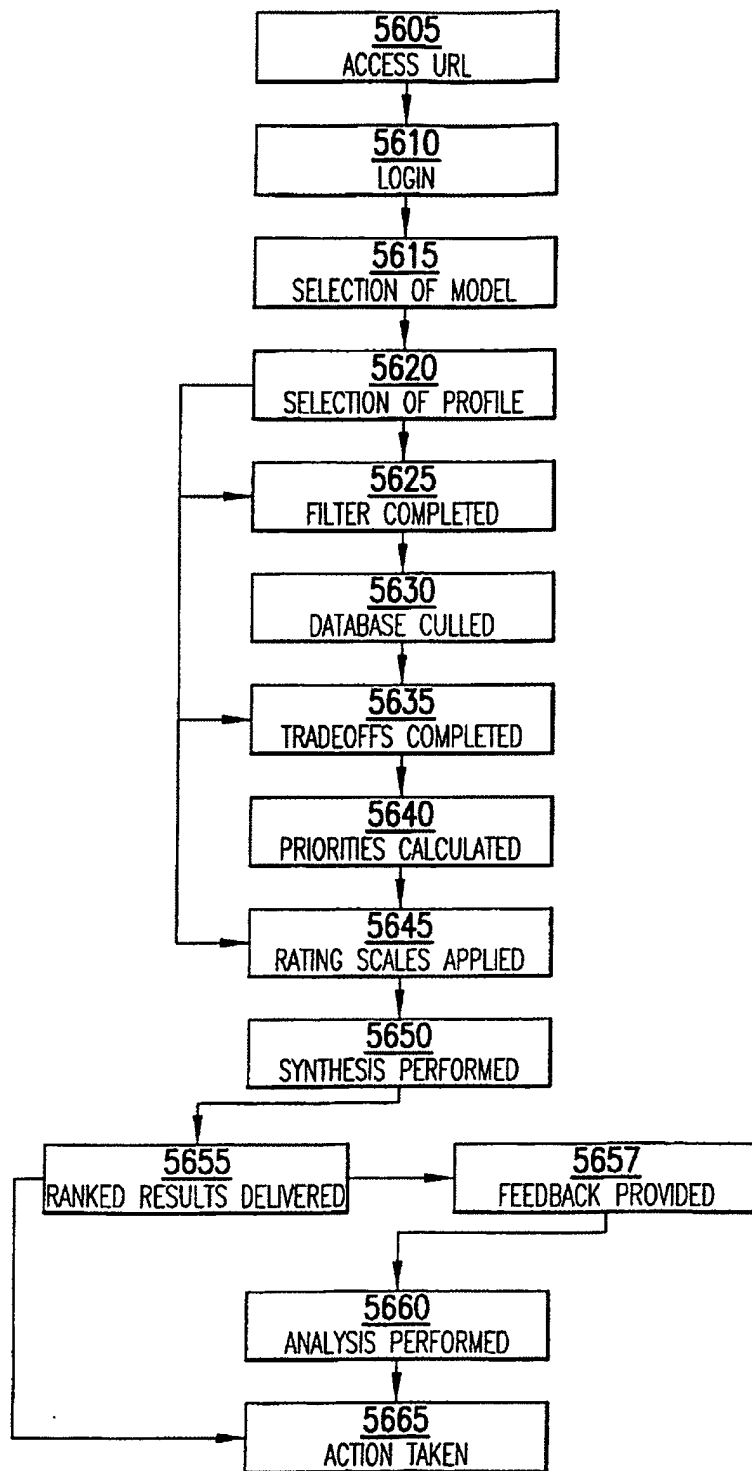 5605
ACCESS URL
5610
LOGIN
5615
SELECTION OF MODEL
5620
SELECTION OF PROFILE
5625
FILTER COMPLETED
5630
DATABASE CULLED
5635
TRADEOFFS COMPLETED
5640
PRIORITIES CALCULATED
5645
RATING SCALES APPLIED
5650
SYNTHESIS PERFORMED
5655
RANKED RESULTS DELIVERED
5657
FEEDBACK PROVIDED
5660
ANALYSIS PERFORMED
5665
ACTION TAKEN